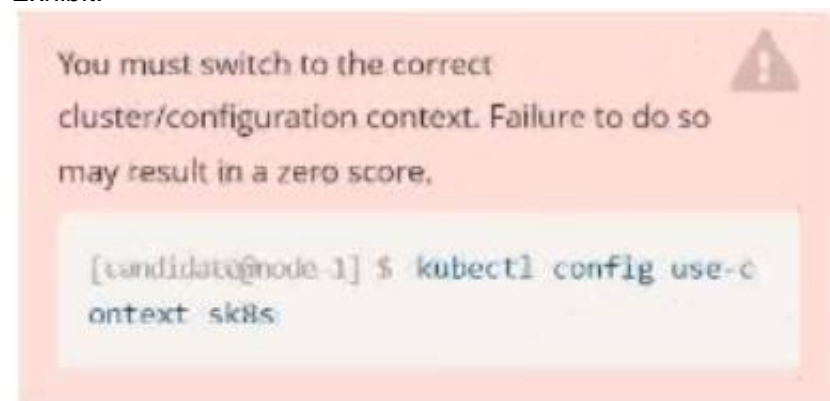 You must switch to the correct
cluster/configuration context. Failure to do so
may result in a zero score.
[candidate@node-1] $ kubectl config use-c
ontext sk8s